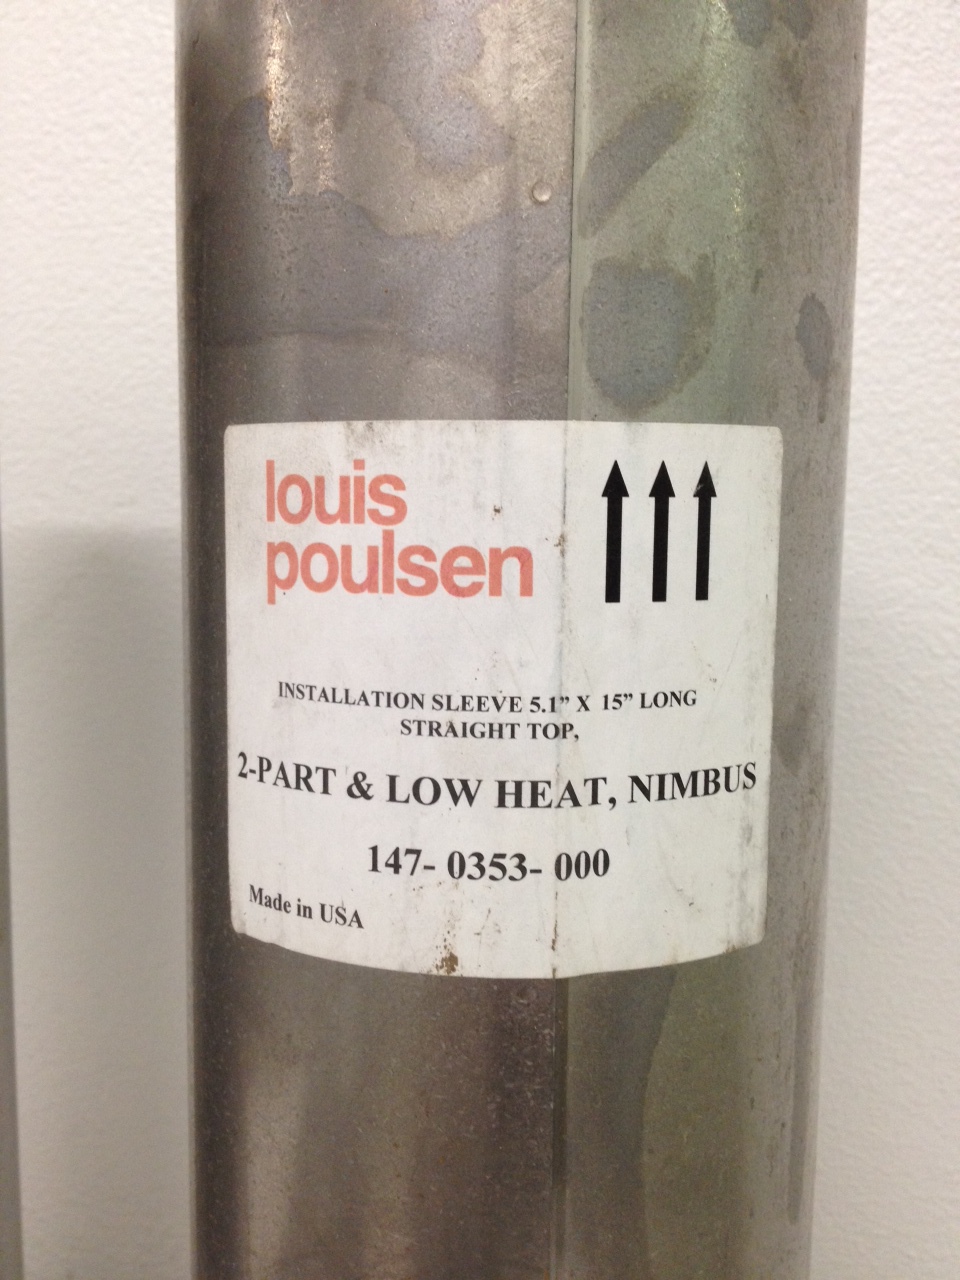 louis
poulsen
INSTALLATION SLEEVE 5.1” X 15” LONG
STRAIGHT TOP,
2-PART & LOW HEAT, NIMBUS
147- 0353- 000
Made in USA